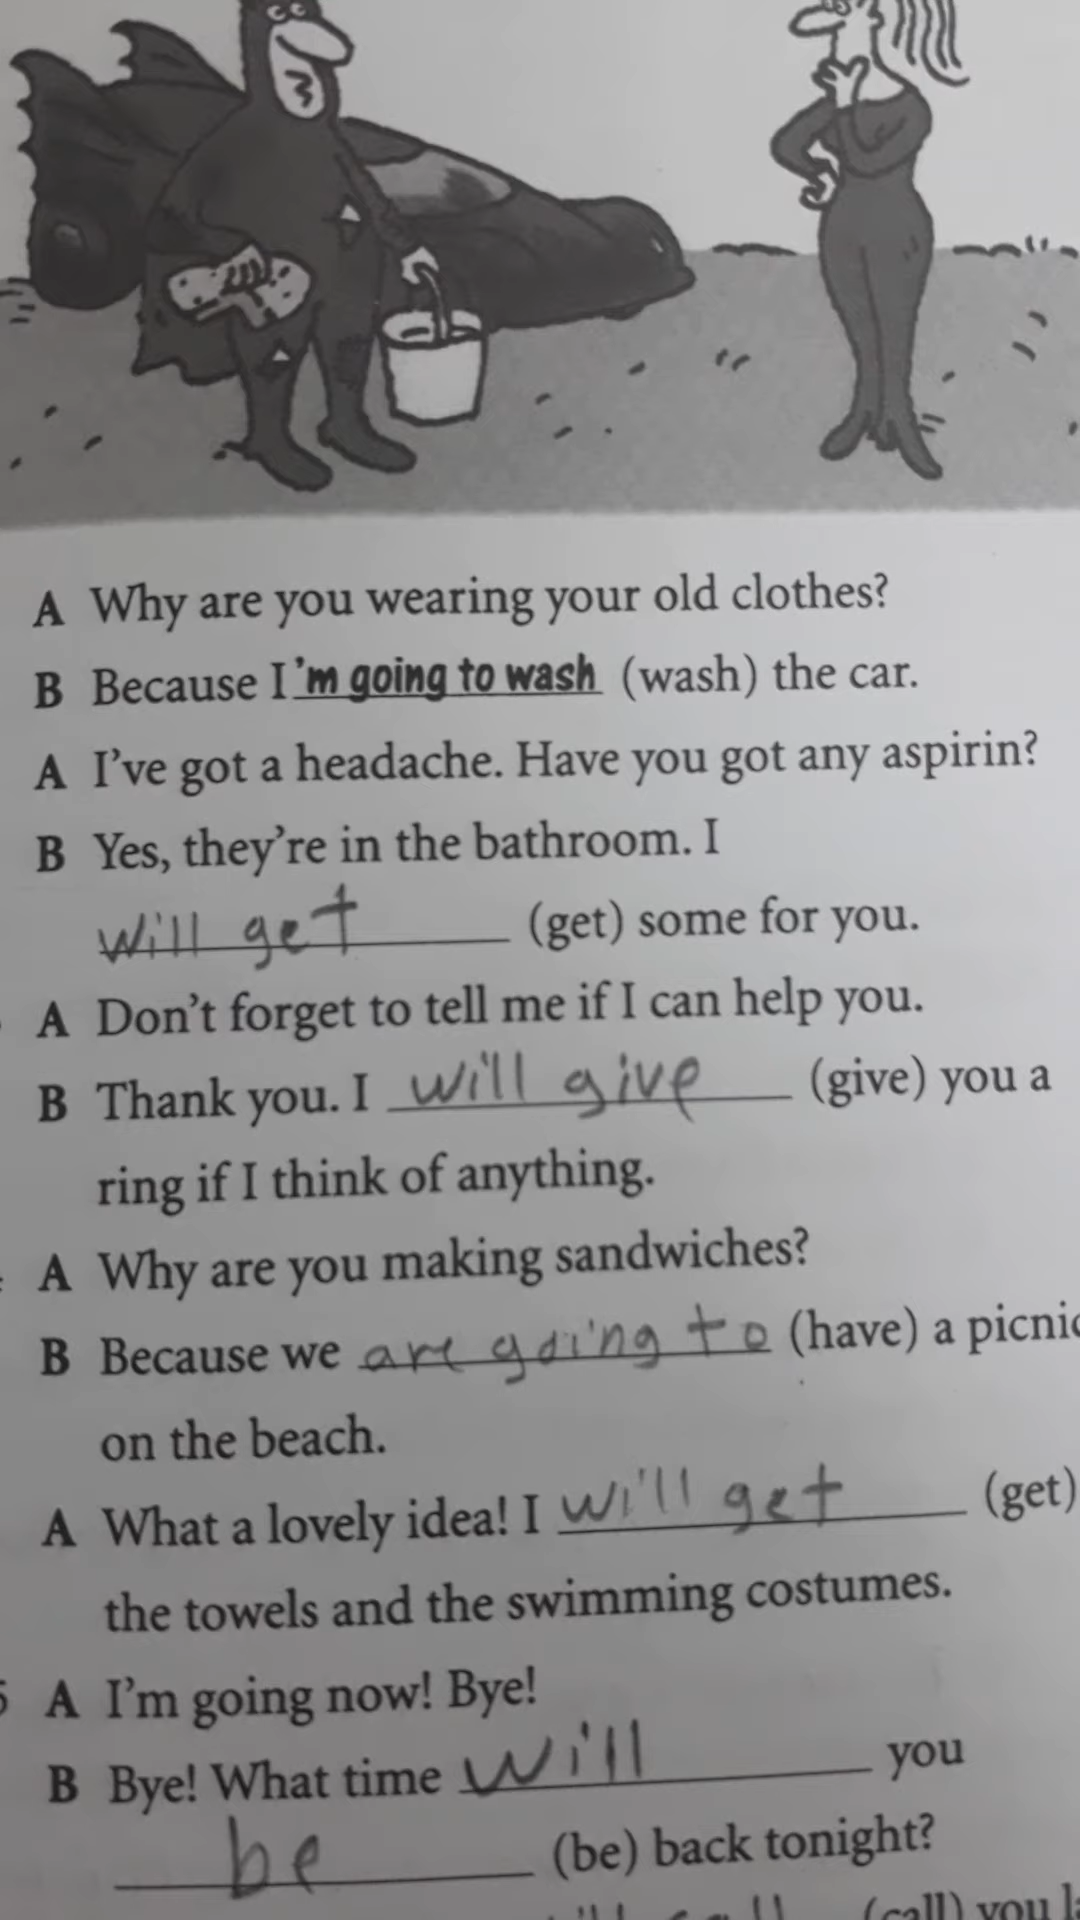 A Why are you wearing your old clothes?
B Because I 'm going to wash (wash) the car.
A I've got a headache. Have you got any aspirin?
B Yes, they're in the bathroom. I
will get (get) some for you.
A Don't forget to tell me if I can help you.
B Thank you. I will give (give) you a
ring if I think of anything.
A Why are you making sandwiches?
B Because we are going to (have) a picnic
on the beach.
A What a lovely idea! I will get (get)
the towels and the swimming costumes.
5 A I'm going now! Bye!
B Bye! What time will you
be (be) back tonight?
(call) you